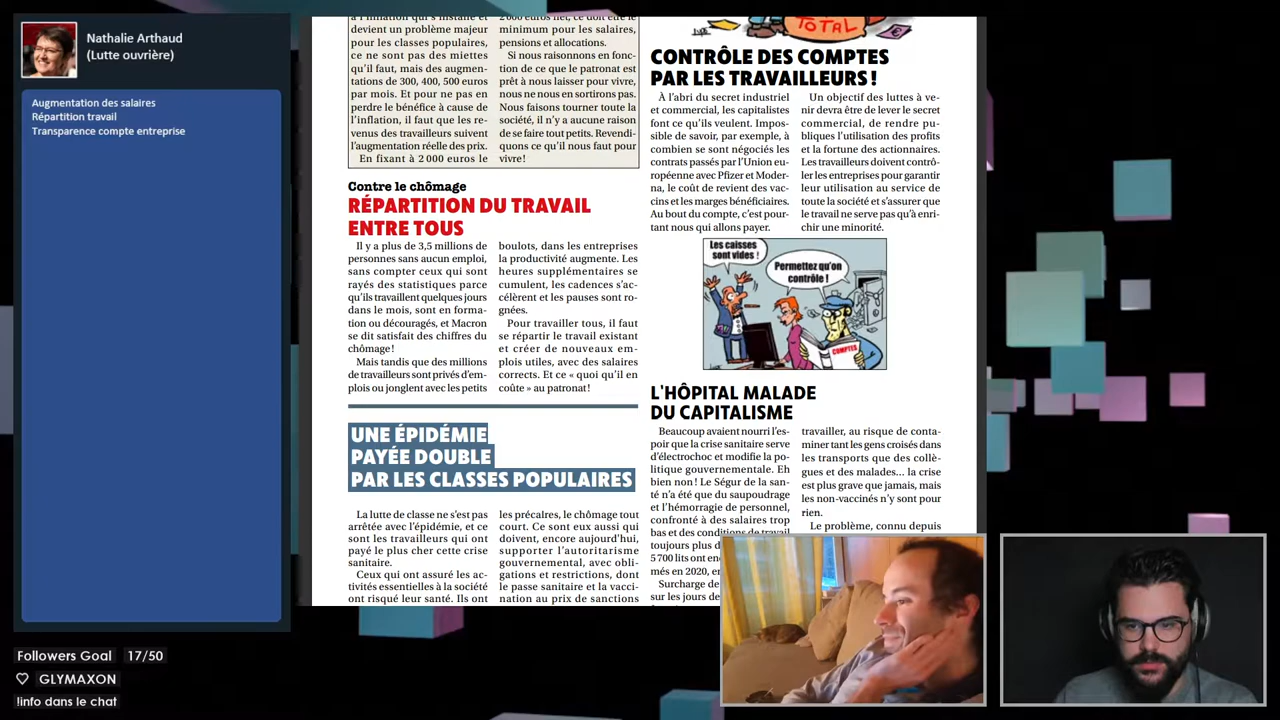 Nathalie Arthaud
(Lutte ouvrière)
Augmentation des salaires
Répartition travail
Transparence compte entreprise
Followers Goal 17/50
GLYMAXON
!info dans le chat
à l'inflation qui s'installe et
devient un problème majeur
pour les classes populaires,
ce ne sont pas des miettes
qu'il faut, mais des augmen-
tations de 300, 400, 500 euros
par mois. Et pour ne pas en
perdre le bénéfice à cause de
l'inflation, il faut que les re-
venus des travailleurs suivent
l'augmentation réelle des prix.
En fixant à 2 000 euros le
2 000 euros net, ce doit être le
minimum pour les salaires,
pensions et allocations.
Si nous raisonnons en fonc-
tion de ce que le patronat est
prêt à nous laisser pour vivre,
nous ne nous en sortirons pas.
Nous faisons tourner toute la
société, il n'y a aucune raison
de se faire tout petits. Revendi-
quons ce qu'il nous faut pour
vivre !
Contre le chômage
RÉPARTITION DU TRAVAIL
ENTRE TOUS
Il y a plus de 3,5 millions de
personnes sans aucun emploi,
sans compter ceux qui sont
rayés des statistiques parce
qu'ils travaillent quelques jours
dans le mois, sont en forma-
tion ou découragés, et Macron
se dit satisfait des chiffres du
chômage !
Mais tandis que des millions
de travailleurs sont privés d'em-
plois ou jonglent avec les petits
boulots, dans les entreprises
la productivité augmente. Les
heures supplémentaires se
cumulent, les cadences s'ac-
célèrent et les pauses sont ro-
gnées.
Pour travailler tous, il faut
se répartir le travail existant
et créer de nouveaux em-
plois utiles, avec des salaires
corrects. Et ce « quoi qu'il en
coûte » au patronat !
UNE ÉPIDÉMIE
PAYÉE DOUBLE
PAR LES CLASSES POPULAIRES
La lutte de classe ne s'est pas
arrêtée avec l'épidémie, et ce
sont les travailleurs qui ont
payé le plus cher cette crise
sanitaire.
Ceux qui ont assuré les ac-
tivités essentielles à la société
ont risqué leur santé. Ils ont
les précaires, le chômage tout
court. Ce sont eux aussi qui
doivent, encore aujourd'hui,
supporter l'autoritarisme
gouvernemental, avec obli-
gations et restrictions, dont
le passe sanitaire et la vacci-
nation au prix de sanctions
TOTAL
CONTRÔLE DES COMPTES
PAR LES TRAVAILLEURS !
À l'abri du secret industriel
et commercial, les capitalistes
font ce qu'ils veulent. Impos-
sible de savoir, par exemple, à
combien se sont négociés les
contrats passés par l'Union eu-
ropéenne avec Pfizer et Moder-
na, le coût de revient des vac-
cins et les marges bénéficiaires.
Au bout du compte, c'est pour-
tant nous qui allons payer.
Un objectif des luttes à ve-
nir devra être de lever le secret
commercial, de rendre pu-
bliques l'utilisation des profits
et la fortune des actionnaires.
Les travailleurs doivent contrô-
ler les entreprises pour garantir
leur utilisation au service de
toute la société et s'assurer que
le travail ne serve pas qu'à enri-
chir une minorité.
Les caisses
sont vides !
Permettez qu'on
contrôle !
COMPTES
L'HÔPITAL MALADE
DU CAPITALISME
Beaucoup avaient nourri l'es-
poir que la crise sanitaire serve
d'électrochoc et modifie la po-
litique gouvernementale. Eh
bien non ! Le Ségur de la san-
té n'a été que du saupoudrage
et l'hémorragie de personnel,
confronté à des salaires trop
bas et des conditions de travail
toujours plus d
5 700 lits ont en
més en 2020, en
Surcharge de
sur les jours de
travailler, au risque de conta-
miner tant les gens croisés dans
les transports que des collè-
gues et des malades... la crise
est plus grave que jamais, mais
les non-vaccinés n'y sont pour
rien.
Le problème, connu depuis